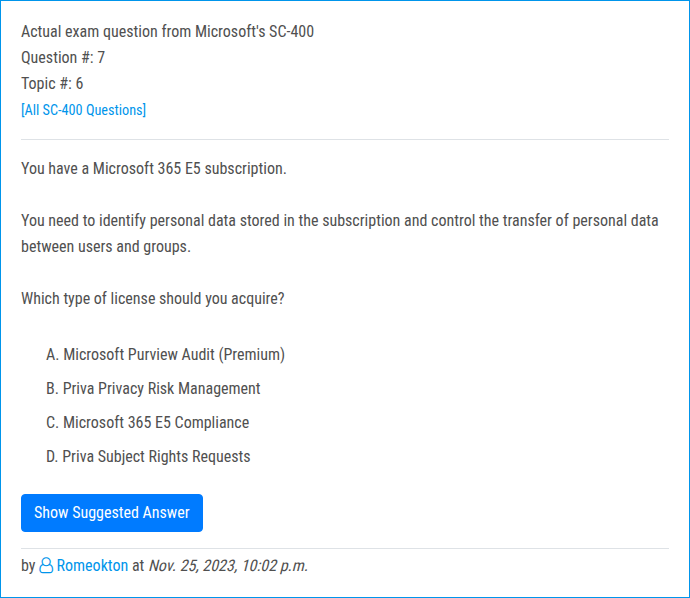 Actual exam question from Microsoft's SC-400
Question #: 7
Topic #: 6
[All SC-400 Questions]
You have a Microsoft 365 E5 subscription.
You need to identify personal data stored in the subscription and control the transfer of personal data
between users and groups.
Which type of license should you acquire?
A. Microsoft Purview Audit (Premium)
B. Priva Privacy Risk Management
C. Microsoft 365 E5 Compliance
D. Priva Subject Rights Requests
Show Suggested Answer
by Romeokton at Nov. 25, 2023, 10:02 p.m.